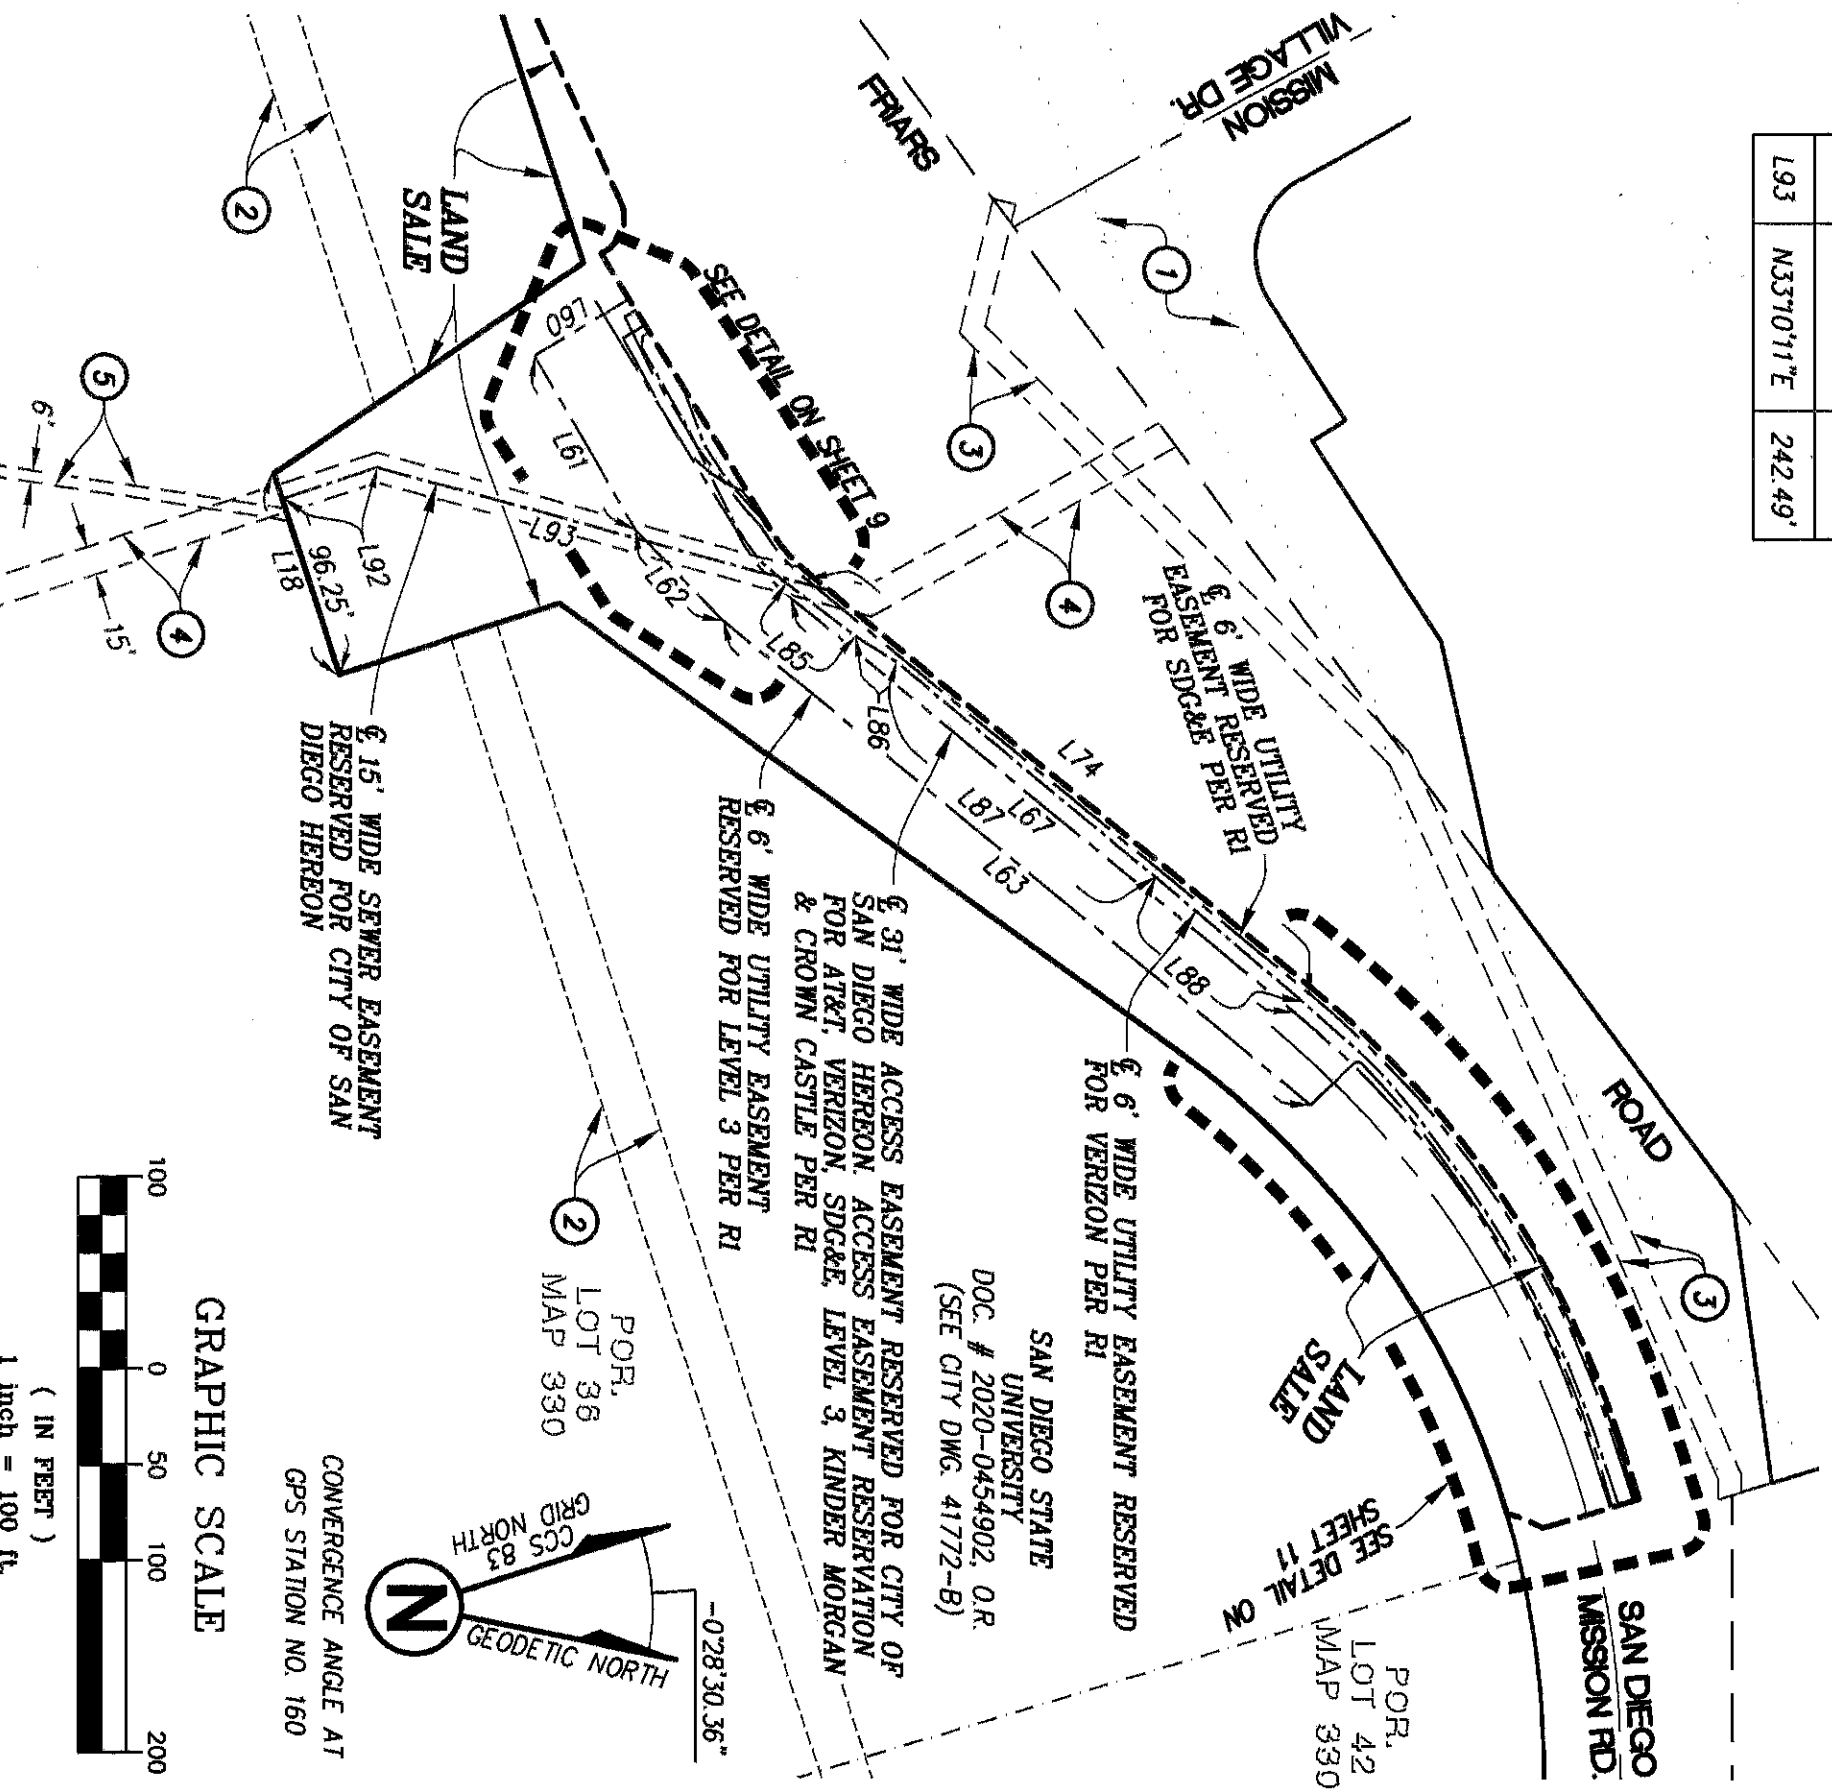 L93 N33°10'11"E 242.49'
MISSION
VILLAGE DR.
FRIARS
ROAD
SAN DIEGO
MISSION RD.
1
3
4
3
2
LAND
SALE
SEE DETAIL ON SHEET 9
L60
L61
L62
L93
L85
L86
L74
L67
L87
L63
L88
L92
96.25'
L18
5
6'
4
15'
℄ 6' WIDE UTILITY
EASEMENT RESERVED
FOR SDG&E PER R1
℄ 6' WIDE UTILITY EASEMENT RESERVED
FOR VERIZON PER R1
℄ 31' WIDE ACCESS EASEMENT RESERVED FOR CITY OF
SAN DIEGO HEREON. ACCESS EASEMENT RESERVATION
FOR AT&T, VERIZON, SDG&E, LEVEL 3, KINDER MORGAN
& CROWN CASTLE PER R1
℄ 6' WIDE UTILITY EASEMENT
RESERVED FOR LEVEL 3 PER R1
℄ 15' WIDE SEWER EASEMENT
RESERVED FOR CITY OF SAN
DIEGO HEREON
SAN DIEGO STATE
UNIVERSITY
DOC. # 2020-0454902, O.R.
(SEE CITY DWG. 41772-B)
LAND
SALE
SEE DETAIL ON
SHEET 11
POR.
LOT 42
MAP 330
POR.
LOT 36
MAP 330
2
-0°28'30.36"
CCS 83
GRID NORTH
GEODETIC NORTH
N
CONVERGENCE ANGLE AT
GPS STATION NO. 160
GRAPHIC SCALE
100 0 50 100 200
( IN FEET )
1 inch = 100 ft.